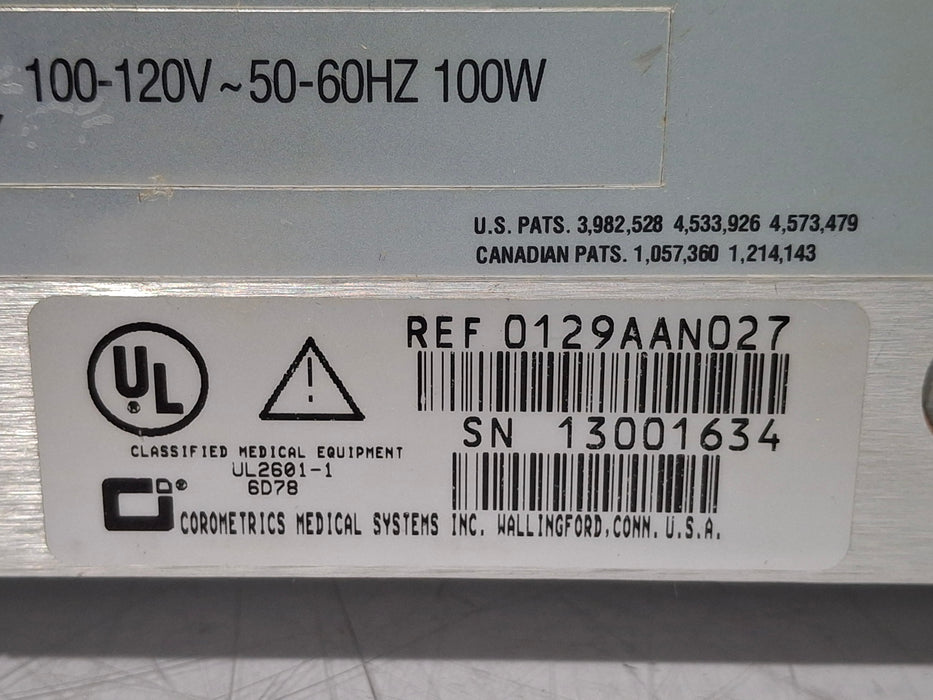 100-120V ~ 50-60HZ 100W
U.S. PATS. 3,982,528 4,533,926 4,573,479
CANADIAN PATS. 1,057,360 1,214,143
UL
®
REF 0129AAN027
SN 13001634
CLASSIFIED MEDICAL EQUIPMENT
UL2601-1
6D78
®
COROMETRICS MEDICAL SYSTEMS INC. WALLINGFORD,CONN. U.S.A.